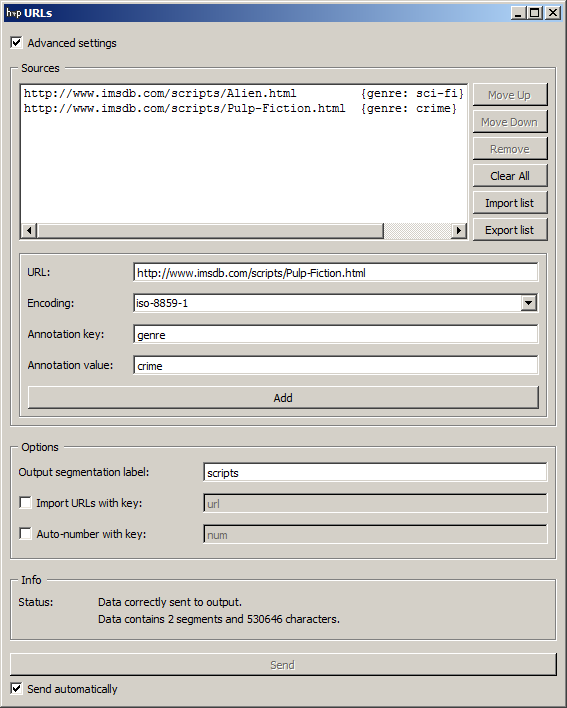 h↔p URLs
Advanced settings
Sources
http://www.imsdb.com/scripts/Alien.html {genre: sci-fi}
http://www.imsdb.com/scripts/Pulp-Fiction.html {genre: crime}
Move Up
Move Down
Remove
Clear All
Import list
Export list
URL: http://www.imsdb.com/scripts/Pulp-Fiction.html
Encoding: iso-8859-1
Annotation key: genre
Annotation value: crime
Add
Options
Output segmentation label: scripts
Import URLs with key: url
Auto-number with key: num
Info
Status: Data correctly sent to output.
Data contains 2 segments and 530646 characters.
Send
Send automatically